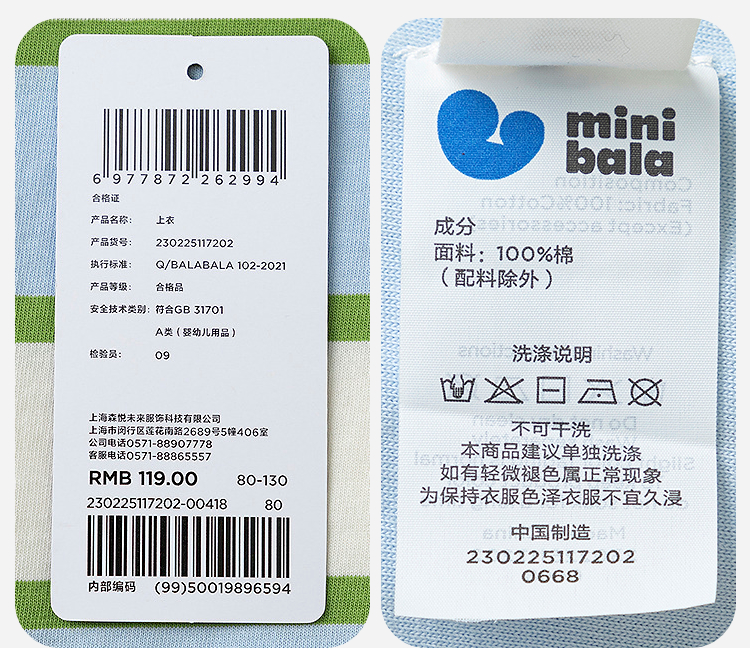 6 977872 262994
合格证
产品名称： 上衣
产品货号： 230225117202
执行标准： Q/BALABALA 102-2021
产品等级： 合格品
安全技术类别： 符合GB 31701
A类（婴幼儿用品）
检验员： 09
上海森悦未来服饰科技有限公司
上海市闵行区莲花南路2689号5幢406室
公司电话0571-88907778
客服电话0571-88865557
RMB 119.00 80-130
230225117202-00418 80
内部编码 (99)50019896594
mini
bala
成分
面料：100%棉
（配料除外）
洗涤说明
不可干洗
本商品建议单独洗涤
如有轻微褪色属正常现象
为保持衣服色泽衣服不宜久浸
中国制造
230225117202
0668